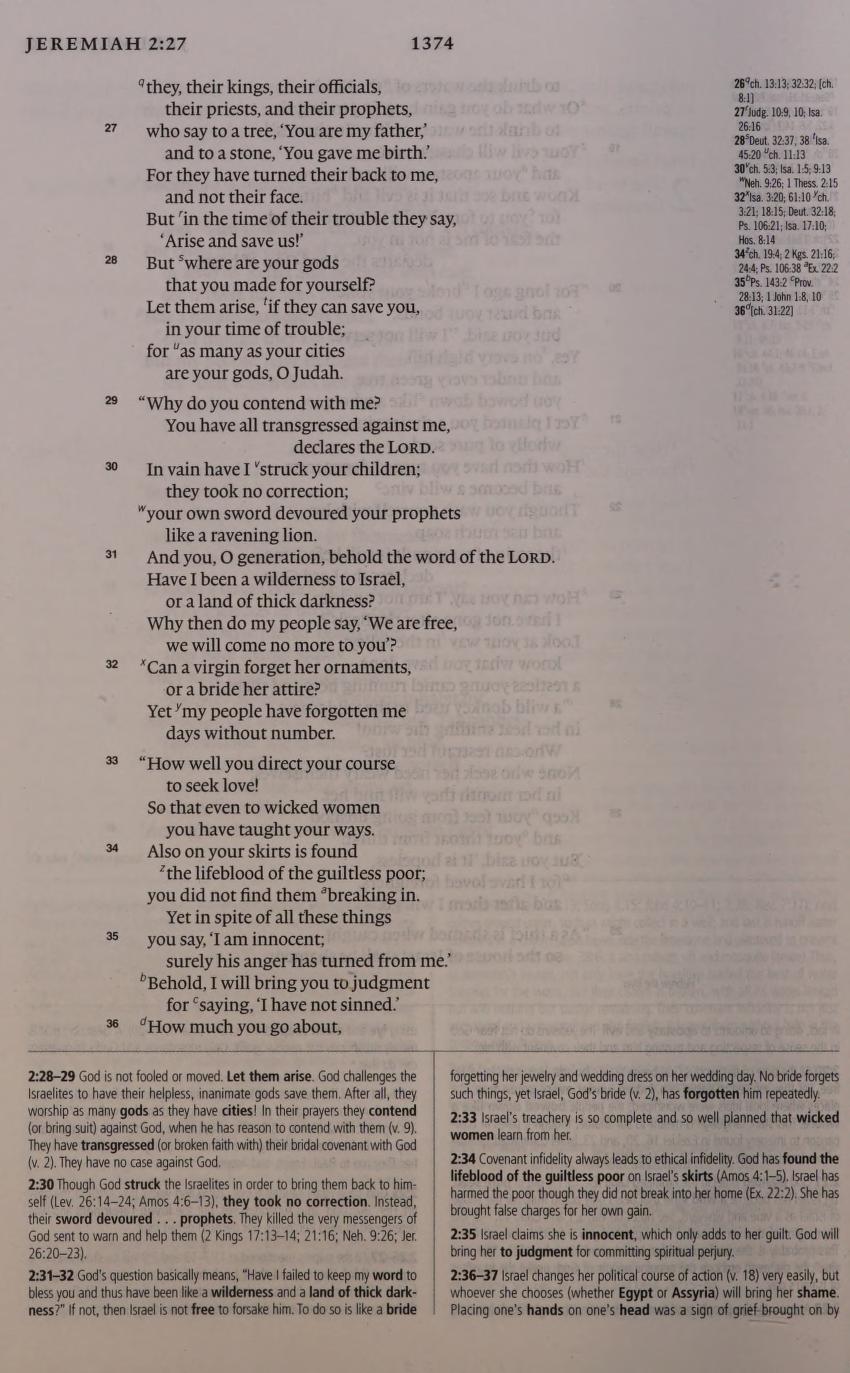 JEREMIAH 2:27
1374
qthey, their kings, their officials,
their priests, and their prophets,
27 who say to a tree, ‘You are my father,’
and to a stone, ‘You gave me birth.’
For they have turned their back to me,
and not their face.
But rin the time of their trouble they say,
‘Arise and save us!’
28 But swhere are your gods
that you made for yourself?
Let them arise, tif they can save you,
in your time of trouble;
for uas many as your cities
are your gods, O Judah.
29 “Why do you contend with me?
You have all transgressed against me,
declares the LORD.
30 In vain have I vstruck your children;
they took no correction;
wyour own sword devoured your prophets
like a ravening lion.
31 And you, O generation, behold the word of the LORD.
Have I been a wilderness to Israel,
or a land of thick darkness?
Why then do my people say, ‘We are free,
we will come no more to you’?
32 xCan a virgin forget her ornaments,
or a bride her attire?
Yet ymy people have forgotten me
days without number.
33 “How well you direct your course
to seek love!
So that even to wicked women
you have taught your ways.
34 Also on your skirts is found
zthe lifeblood of the guiltless poor;
you did not find them abreaking in.
Yet in spite of all these things
35 you say, ‘I am innocent;
surely his anger has turned from me.’
bBehold, I will bring you to judgment
for csaying, ‘I have not sinned.’
36 dHow much you go about,
26 qch. 13:13; 32:32; [ch.
8:1]
27 rJudg. 10:9, 10; Isa.
26:16
28 sDeut. 32:37, 38 tIsa.
45:20 uch. 11:13
30 vch. 5:3; Isa. 1:5; 9:13
wNeh. 9:26; 1 Thess. 2:15
32 xIsa. 3:20; 61:10 ych.
3:21; 18:15; Deut. 32:18;
Ps. 106:21; Isa. 17:10;
Hos. 8:14
34 zch. 19:4; 2 Kgs. 21:16;
24:4; Ps. 106:38 aEx. 22:2
35 bPs. 143:2 cProv.
28:13; 1 John 1:8, 10
36 d[ch. 31:22]
2:28–29 God is not fooled or moved. Let them arise. God challenges the
Israelites to have their helpless, inanimate gods save them. After all, they
worship as many gods as they have cities! In their prayers they contend
(or bring suit) against God, when he has reason to contend with them (v. 9).
They have transgressed (or broken faith with) their bridal covenant with God
(v. 2). They have no case against God.
2:30 Though God struck the Israelites in order to bring them back to him-
self (Lev. 26:14–24; Amos 4:6–13), they took no correction. Instead,
their sword devoured . . . prophets. They killed the very messengers of
God sent to warn and help them (2 Kings 17:13–14; 21:16; Neh. 9:26; Jer.
26:20–23).
2:31–32 God's question basically means, “Have I failed to keep my word to
bless you and thus have been like a wilderness and a land of thick dark-
ness?” If not, then Israel is not free to forsake him. To do so is like a bride
forgetting her jewelry and wedding dress on her wedding day. No bride forgets
such things, yet Israel, God's bride (v. 2), has forgotten him repeatedly.
2:33 Israel's treachery is so complete and so well planned that wicked
women learn from her.
2:34 Covenant infidelity always leads to ethical infidelity. God has found the
lifeblood of the guiltless poor on Israel's skirts (Amos 4:1–5). Israel has
harmed the poor though they did not break into her home (Ex. 22:2). She has
brought false charges for her own gain.
2:35 Israel claims she is innocent, which only adds to her guilt. God will
bring her to judgment for committing spiritual perjury.
2:36–37 Israel changes her political course of action (v. 18) very easily, but
whoever she chooses (whether Egypt or Assyria) will bring her shame.
Placing one's hands on one's head was a sign of grief brought on by